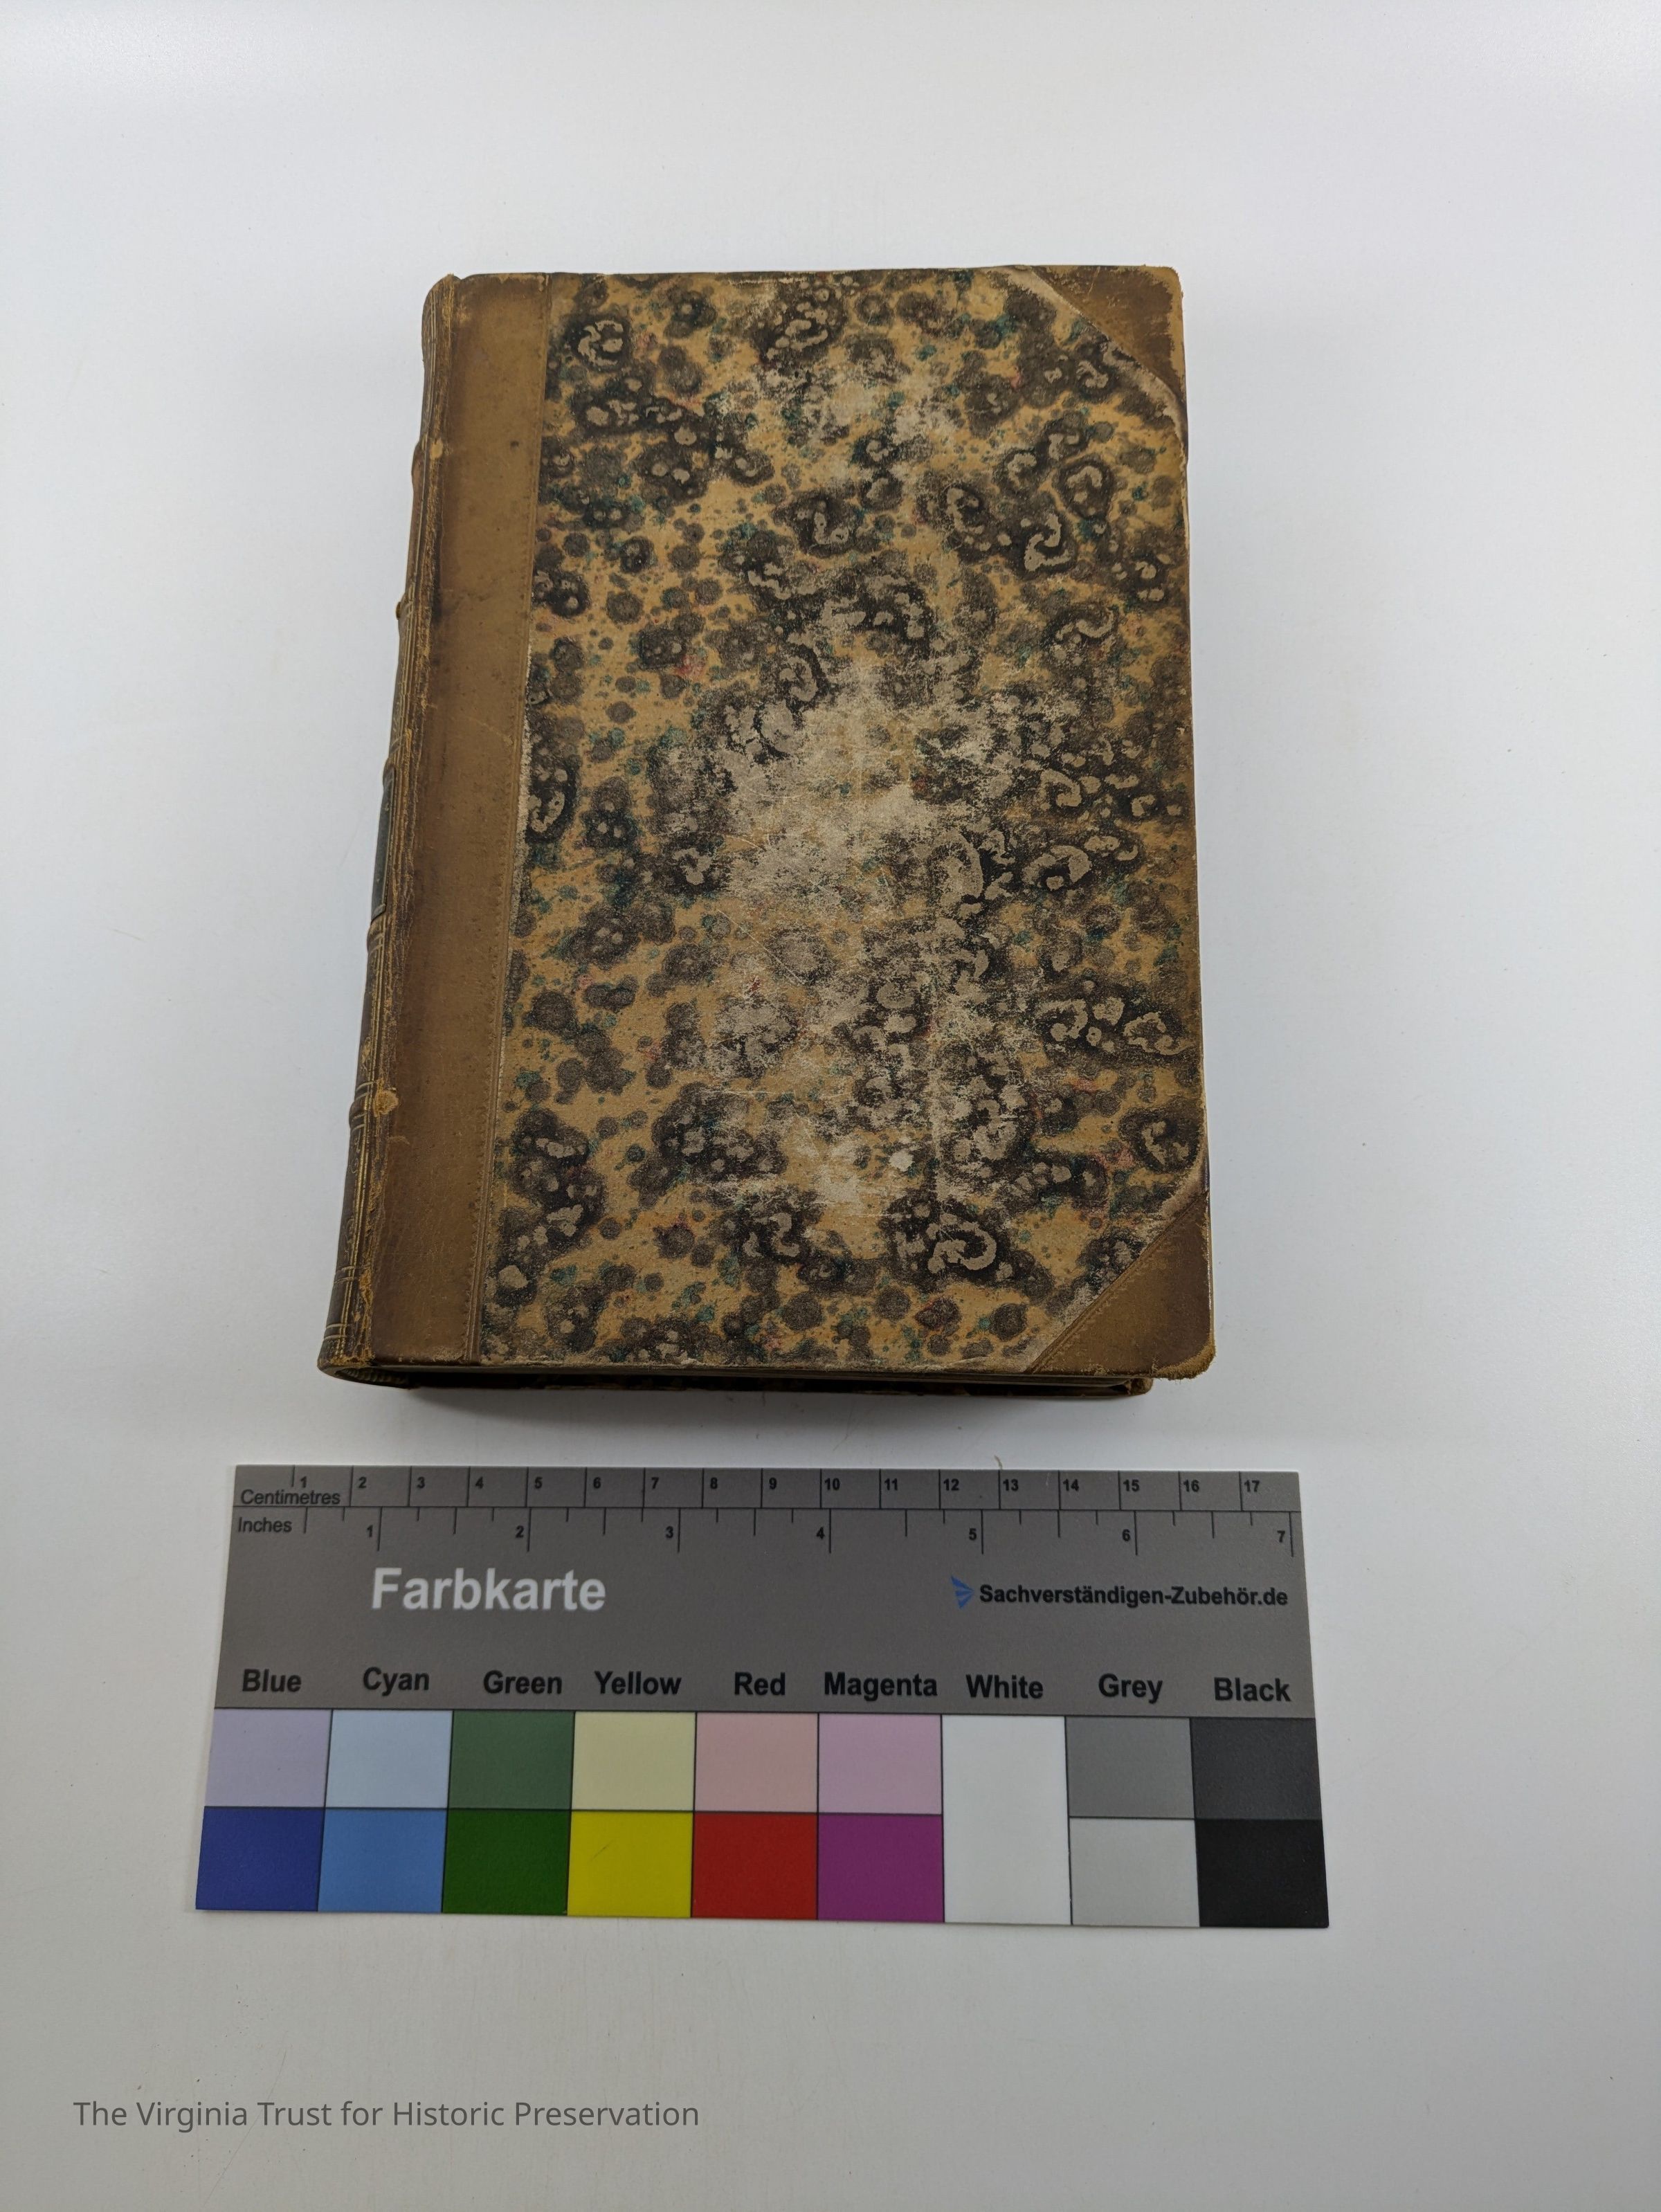 1 2 3 4 5 6 7 8 9 10 11 12 13 14 15 16 17
Centimetres
Inches
1 2 3 4 5 6 7
Farbkarte
Sachverständigen-Zubehör.de
Blue Cyan Green Yellow Red Magenta White Grey Black
The Virginia Trust for Historic Preservation